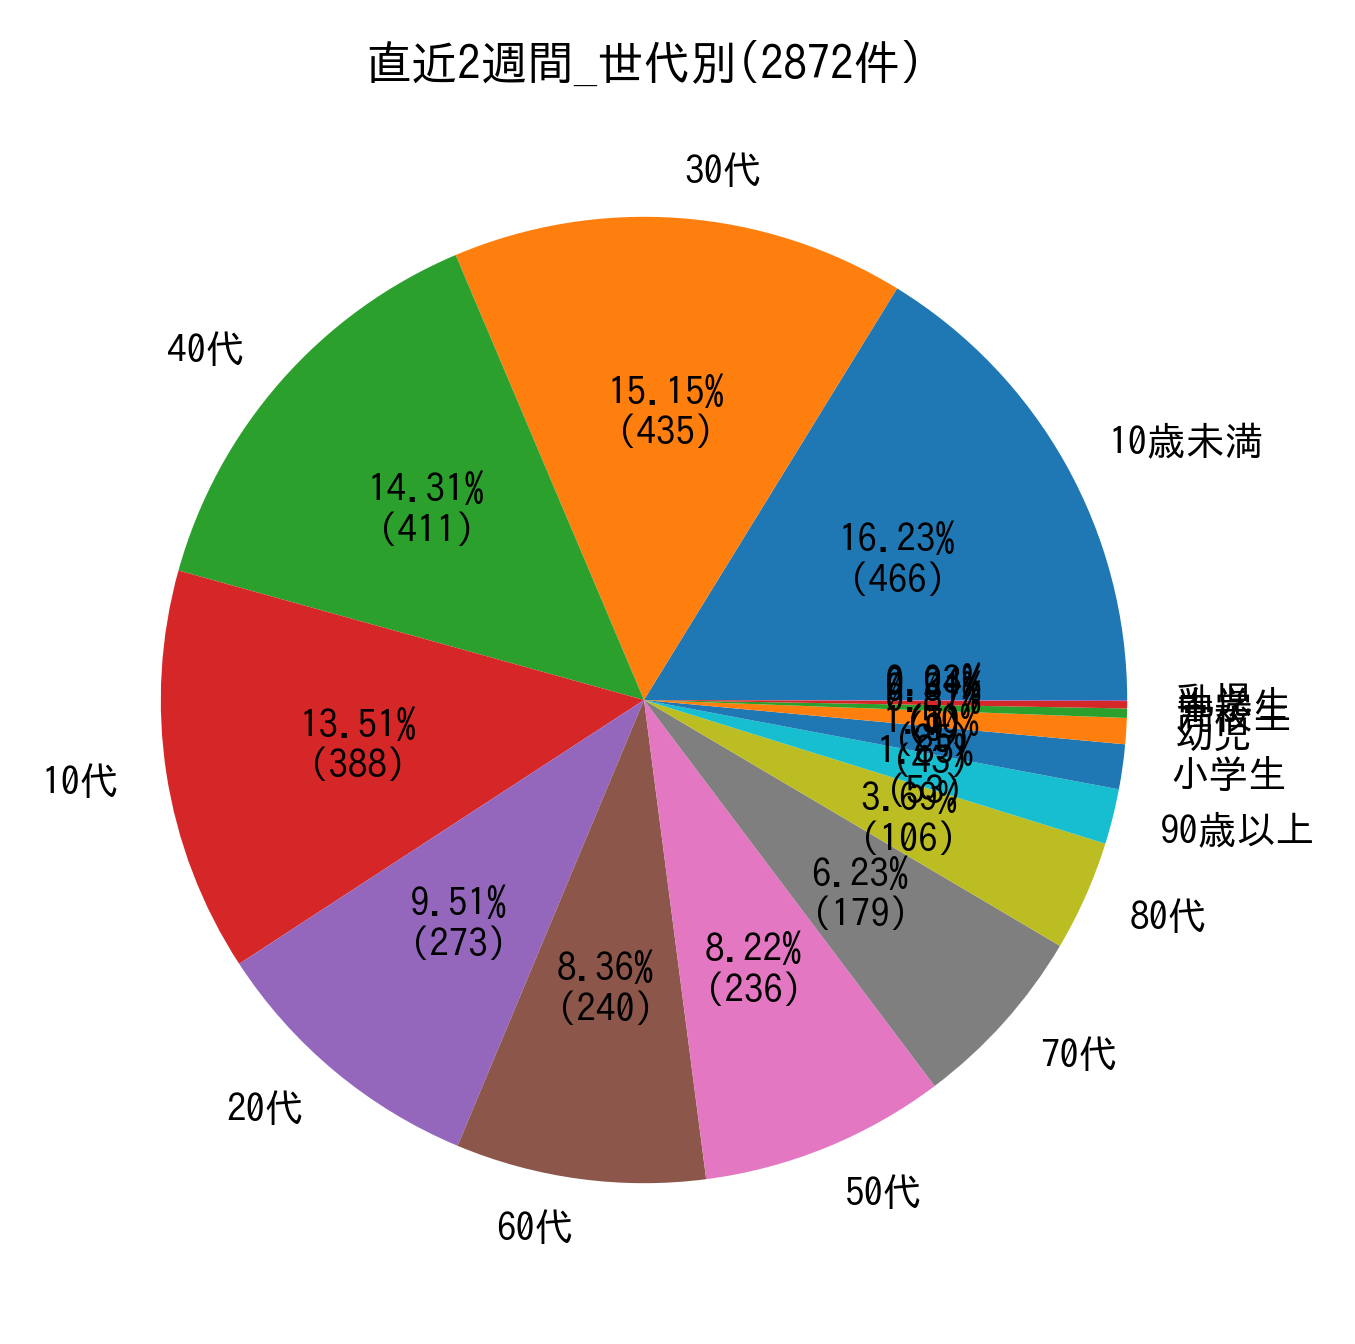 直近2週間_世代別(2872件)
30代
40代
10歳未満
15.15%
(435)
14.31%
(411)
16.23%
(466)
13.51%
(388)
10代
幼児
小学生
(53)
3.69%
(106)
90歳以上
6.23%
(179)
80代
9.51%
(273)
8.36%
(240)
8.22%
(236)
70代
20代
60代
50代